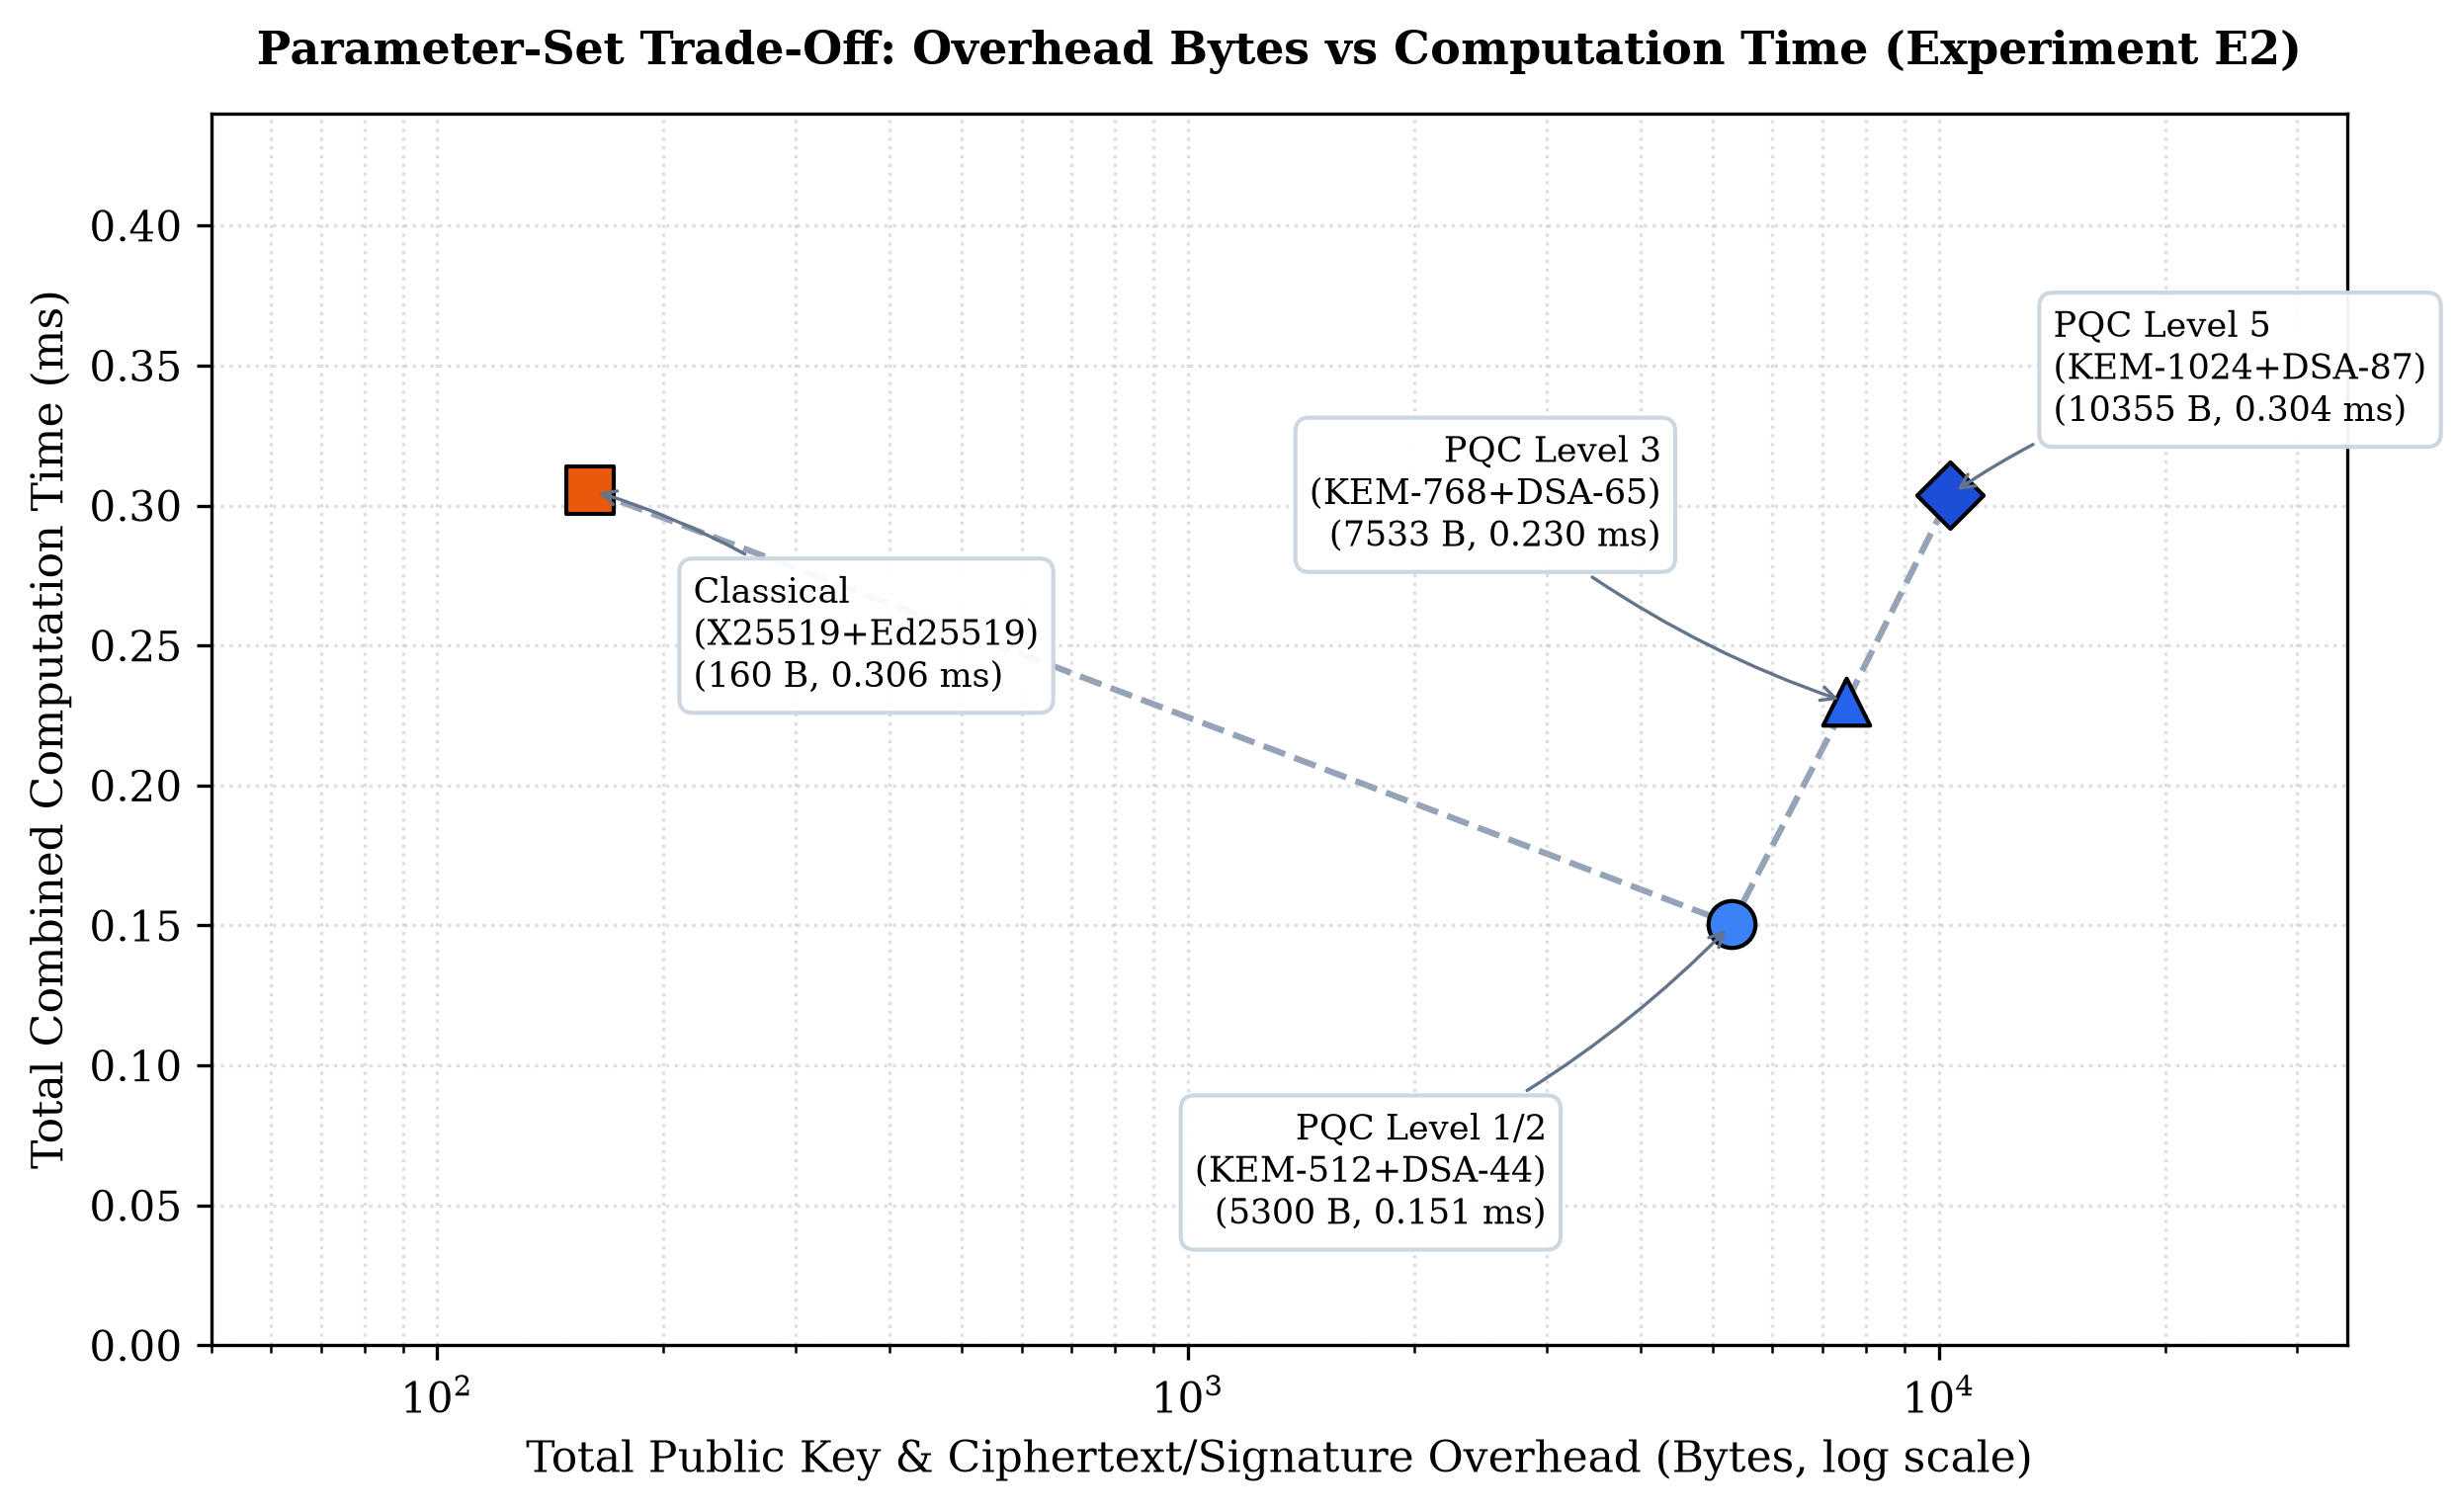 Parameter-Set Trade-Off: Overhead Bytes vs Computation Time (Experiment E2)
Total Combined Computation Time (ms)
0.40
0.35
0.30
0.25
0.20
0.15
0.10
0.05
0.00
PQC Level 5
(KEM-1024+DSA-87)
(10355 B, 0.304 ms)
PQC Level 3
(KEM-768+DSA-65)
(7533 B, 0.230 ms)
Classical
(X25519+Ed25519)
(160 B, 0.306 ms)
PQC Level 1/2
(KEM-512+DSA-44)
(5300 B, 0.151 ms)
10²
10³
10⁴
Total Public Key & Ciphertext/Signature Overhead (Bytes, log scale)